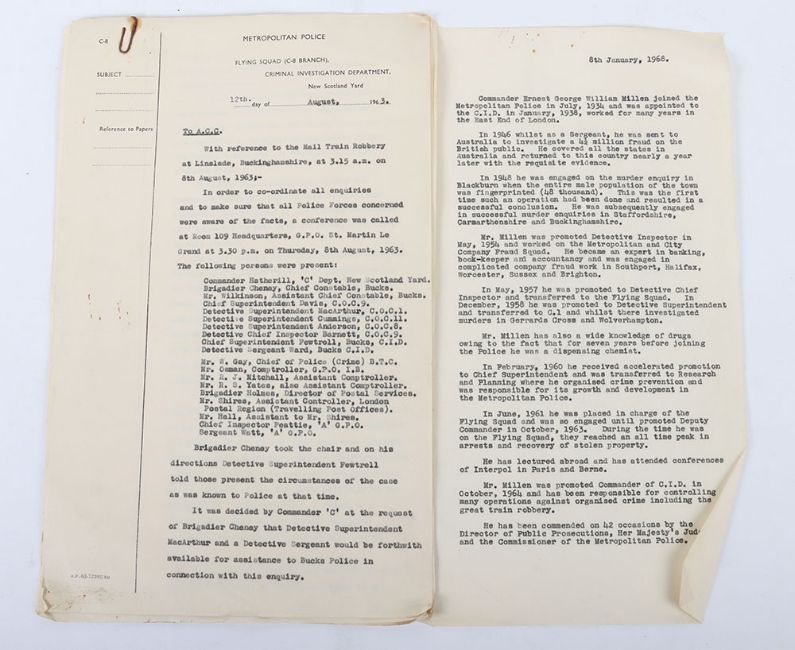 C-8
METROPOLITAN POLICE
FLYING SQUAD (C-8 BRANCH),
CRIMINAL INVESTIGATION DEPARTMENT,
New Scotland Yard
SUBJECT
12th. day of August, 1963.
Reference to Papers
To A.C.C.
With reference to the Mail Train Robbery
at Linslade, Buckinghamshire, at 3.15 a.m. on
8th August, 1963;-
In order to co-ordinate all enquiries
and to make sure that all Police Forces concerned
were aware of the facts, a conference was called
at Room 109 Headquarters, G.P.O. St. Martin Le
Grand at 3.30 p.m. on Thursday, 8th August, 1963.
The following persons were present:
Commander Hatherill, 'C' Dept. New Scotland Yard.
Brigadier Cheney, Chief Constable, Bucks.
Mr. Wilkinson, Assistant Chief Constable, Bucks.
Chief Superintendent Davis, C.O.C.9.
Detective Superintendent MacArthur, C.O.C.1.
Detective Superintendent Cummings, C.O.C.11.
Detective Superintendent Anderson, C.O.C.8.
Detective Chief Inspector Barnett, C.O.C.9.
Chief Superintendent Fewtrell, Bucks, C.I.D.
Detective Sergeant Ward, Bucks C.I.D.
Mr. W. Gay, Chief of Police (Crime) B.T.C.
Mr. Osman, Comptroller, G.P.O. I.B.
Mr. R. J. Mitchall, Assistant Comptroller.
Mr. R. S. Yates, also Assistant Comptroller.
Brigadier Holmes, Director of Postal Services.
Mr. Shires, Assistant Controller, London
Postal Region (Travelling Post Offices).
Mr. Hall, Assistant to Mr. Shires.
Chief Inspector Peattie, 'A' G.P.O.
Sergeant Watt, 'A' G.P.O.
Brigadier Cheney took the chair and on his
directions Detective Superintendent Fewtrell
told those present the circumstances of the case
as was known to Police at that time.
It was decided by Commander 'C' at the request
of Brigadier Cheney that Detective Superintendent
MacArthur and a Detective Sergeant would be forthwith
available for assistance to Bucks Police in
connection with this enquiry.
8th January, 1968.
Commander Ernest George William Millen joined the
Metropolitan Police in July, 1934 and was appointed to
the C.I.D. in January, 1938, worked for many years in
the East End of London.
In 1946 whilst as a Sergeant, he was sent to
Australia to investigate a 4½ million fraud on the
British public. He covered all the states in
Australia and returned to this country nearly a year
later with the requisite evidence.
In 1948 he was engaged on the murder enquiry in
Blackburn when the entire male population of the town
was fingerprinted (48 thousand). This was the first
time such an operation had been done and resulted in a
successful conclusion. He was subsequently engaged
in successful murder enquiries in Staffordshire,
Carmarthenshire and Buckinghamshire.
Mr. Millen was promoted Detective Inspector in
May, 1954 and worked on the Metropolitan and City
Company Fraud Squad. He became an expert in banking,
book-keeper and accountancy and was engaged in
complicated company fraud work in Southport, Halifax,
Worcester, Sussex and Brighton.
In May, 1957 he was promoted to Detective Chief
Inspector and transferred to the Flying Squad. In
December, 1958 he was promoted to Detective Superintendent
and transferred to C.1 and whilst there investigated
murders in Gerrards Cross and Wolverhampton.
Mr. Millen has also a wide knowledge of drugs
owing to the fact that for seven years before joining
the Police he was a dispensing chemist.
In February, 1960 he received accelerated promotion
to Chief Superintendent and was transferred to Research
and Planning where he organised crime prevention and
was responsible for its growth and development in
the Metropolitan Police.
In June, 1961 he was placed in charge of the
Flying Squad and was so engaged until promoted Deputy
Commander in October, 1963. During the time he was
on the Flying Squad, they reached an all time peak in
arrests and recovery of stolen property.
He has lectured abroad and has attended conferences
of Interpol in Paris and Berne.
Mr. Millen was promoted Commander of C.I.D. in
October, 1964 and has been responsible for controlling
many operations against organised crime including the
great train robbery.
He has been commended on 42 occasions by the
Director of Public Prosecutions, Her Majesty's Jud
and the Commissioner of the Metropolitan Police.